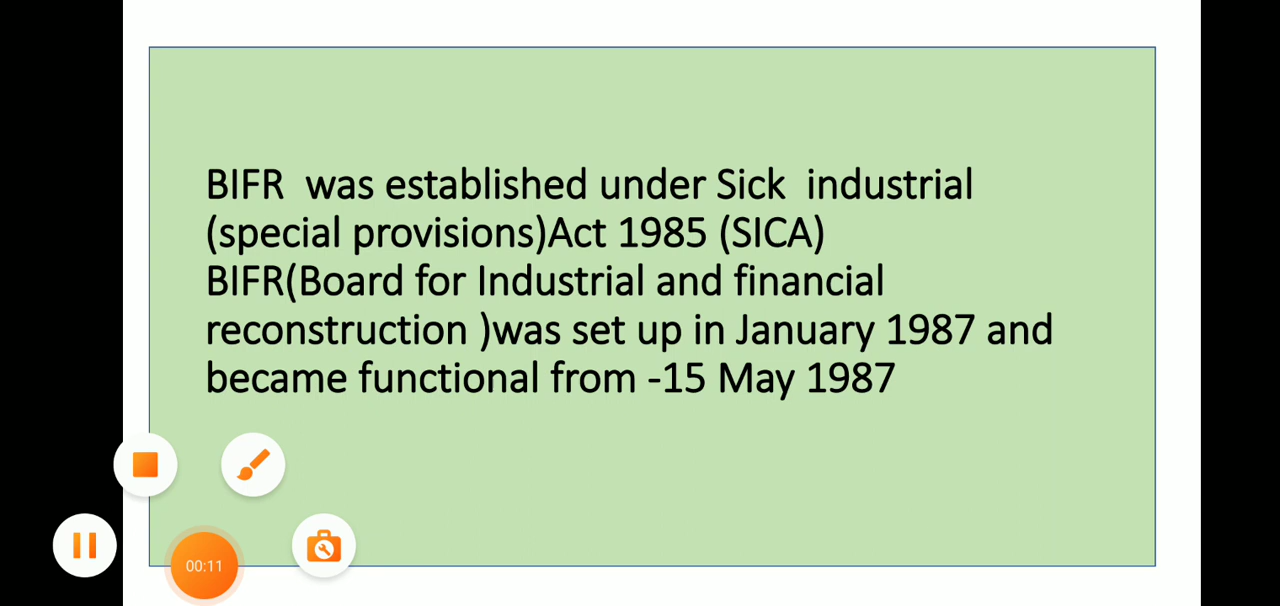 BIFR  was established under Sick  industrial
(special provisions)Act 1985 (SICA)
BIFR(Board for Industrial and financial
reconstruction )was set up in January 1987 and
became functional from -15 May 1987
00:11